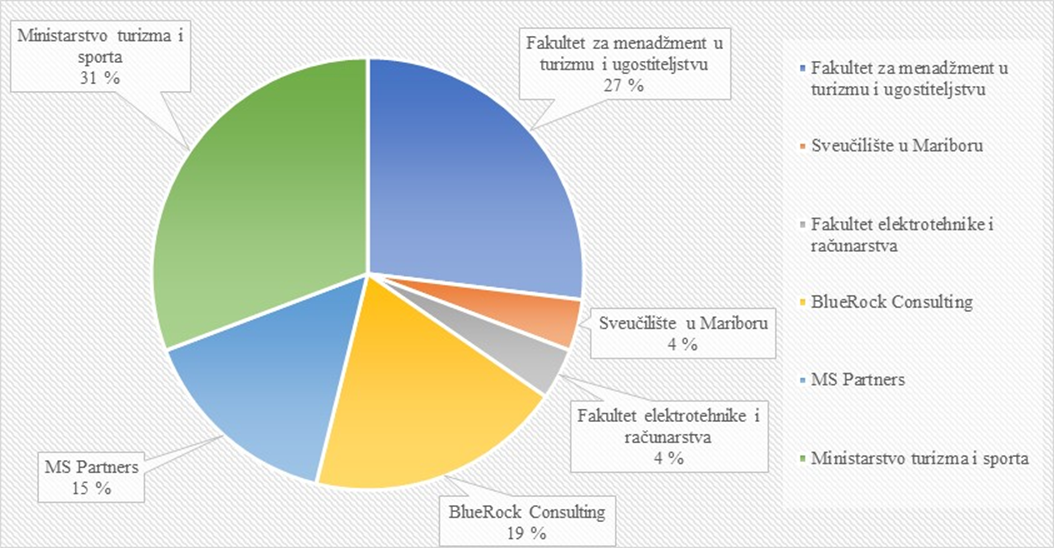 Ministarstvo turizma i
sporta
31 %
Fakultet za menadžment u
turizmu i ugostiteljstvu
27 %
Sveučilište u Mariboru
4 %
Fakultet elektrotehnike i
računarstva
4 %
BlueRock Consulting
19 %
MS Partners
15 %
Fakultet za menadžment u
turizmu i ugostiteljstvu
Sveučilište u Mariboru
Fakultet elektrotehnike i
računarstva
BlueRock Consulting
MS Partners
Ministarstvo turizma i sporta